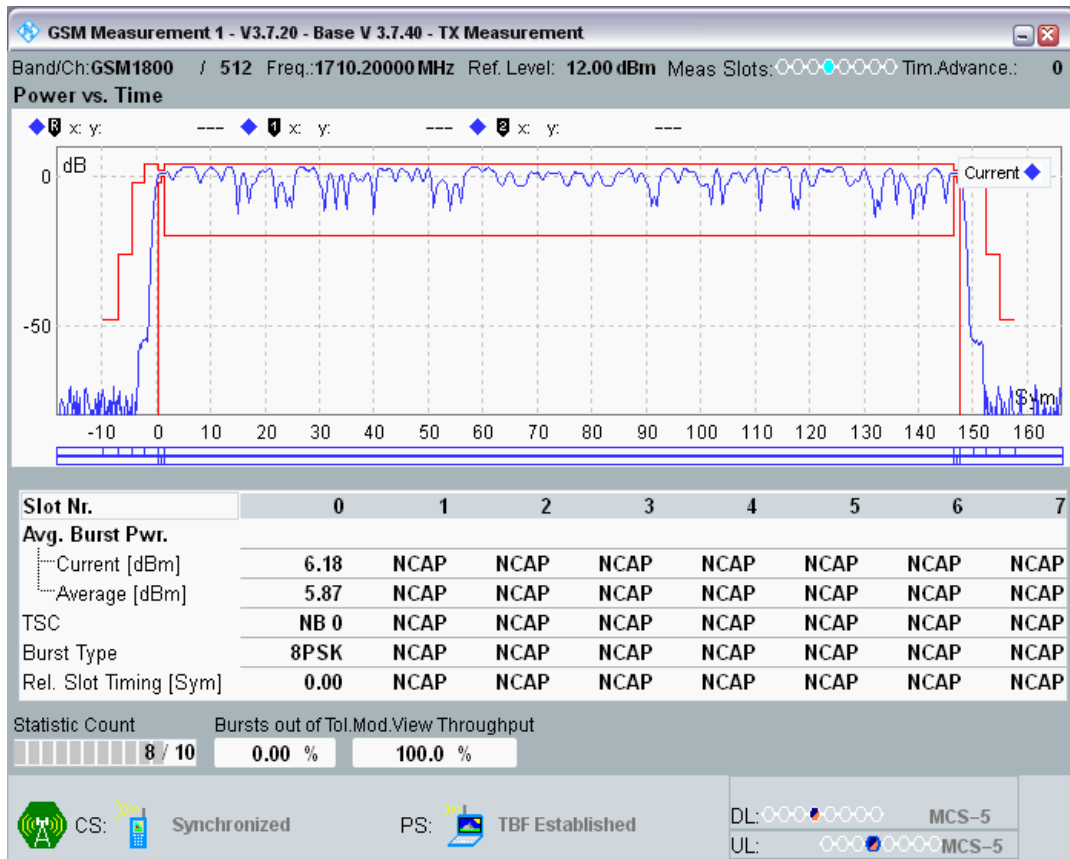 GSM Measurement 1 - V3.7.20 - Base V 3.7.40 - TX Measurement
Band/Ch:GSM1800 / 512 Freq.:1710.20000 MHz Ref. Level: 12.00 dBm Meas Slots: Tim.Advance.: 0
Power vs. Time
R x: y: --- 1 x: y: --- 2 x: y: ---
dB
0
Current
-50
Sym
-10 0 10 20 30 40 50 60 70 80 90 100 110 120 130 140 150 160
Slot Nr. 0 1 2 3 4 5 6 7
Avg. Burst Pwr.
Current [dBm] 6.18 NCAP NCAP NCAP NCAP NCAP NCAP NCAP
Average [dBm] 5.87 NCAP NCAP NCAP NCAP NCAP NCAP NCAP
TSC NB 0 NCAP NCAP NCAP NCAP NCAP NCAP NCAP
Burst Type 8PSK NCAP NCAP NCAP NCAP NCAP NCAP NCAP
Rel. Slot Timing [Sym] 0.00 NCAP NCAP NCAP NCAP NCAP NCAP NCAP
Statistic Count Bursts out of Tol.Mod.View Throughput
8 / 10 0.00 % 100.0 %
CS: Synchronized PS: TBF Established DL: MCS-5
UL: MCS-5